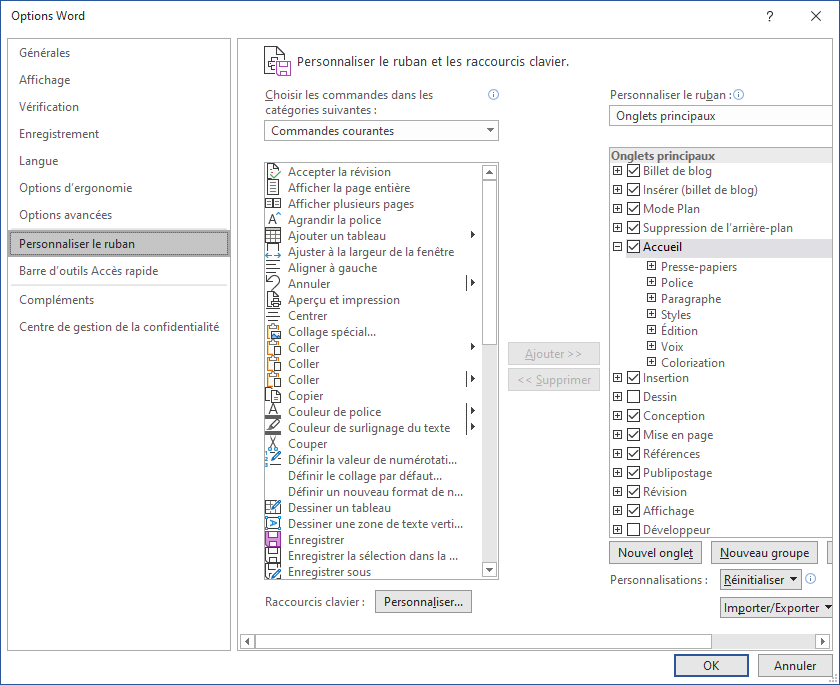 Options Word
Générales
Affichage
Vérification
Enregistrement
Langue
Options d'ergonomie
Options avancées
Personnaliser le ruban
Barre d'outils Accès rapide
Compléments
Centre de gestion de la confidentialité
Personnaliser le ruban et les raccourcis clavier.
Choisir les commandes dans les
catégories suivantes :
Commandes courantes
Accepter la révision
Afficher la page entière
Afficher plusieurs pages
Agrandir la police
Ajouter un tableau
Ajuster à la largeur de la fenêtre
Aligner à gauche
Annuler
Aperçu et impression
Centrer
Collage spécial...
Coller
Coller
Coller
Copier
Couleur de police
Couleur de surlignage du texte
Couper
Définir la valeur de numérotati...
Définir le collage par défaut...
Définir un nouveau format de n...
Dessiner un tableau
Dessiner une zone de texte verti...
Enregistrer
Enregistrer la sélection dans la ...
Enregistrer sous
Raccourcis clavier :
Personnaliser...
Ajouter >>
<< Supprimer
Personnaliser le ruban :
Onglets principaux
Onglets principaux
Billet de blog
Insérer (billet de blog)
Mode Plan
Suppression de l'arrière-plan
Accueil
Presse-papiers
Police
Paragraphe
Styles
Édition
Voix
Colorization
Insertion
Dessin
Conception
Mise en page
Références
Publipostage
Révision
Affichage
Développeur
Nouvel onglet
Nouveau groupe
Personnalisations :
Réinitialiser
Importer/Exporter
OK
Annuler